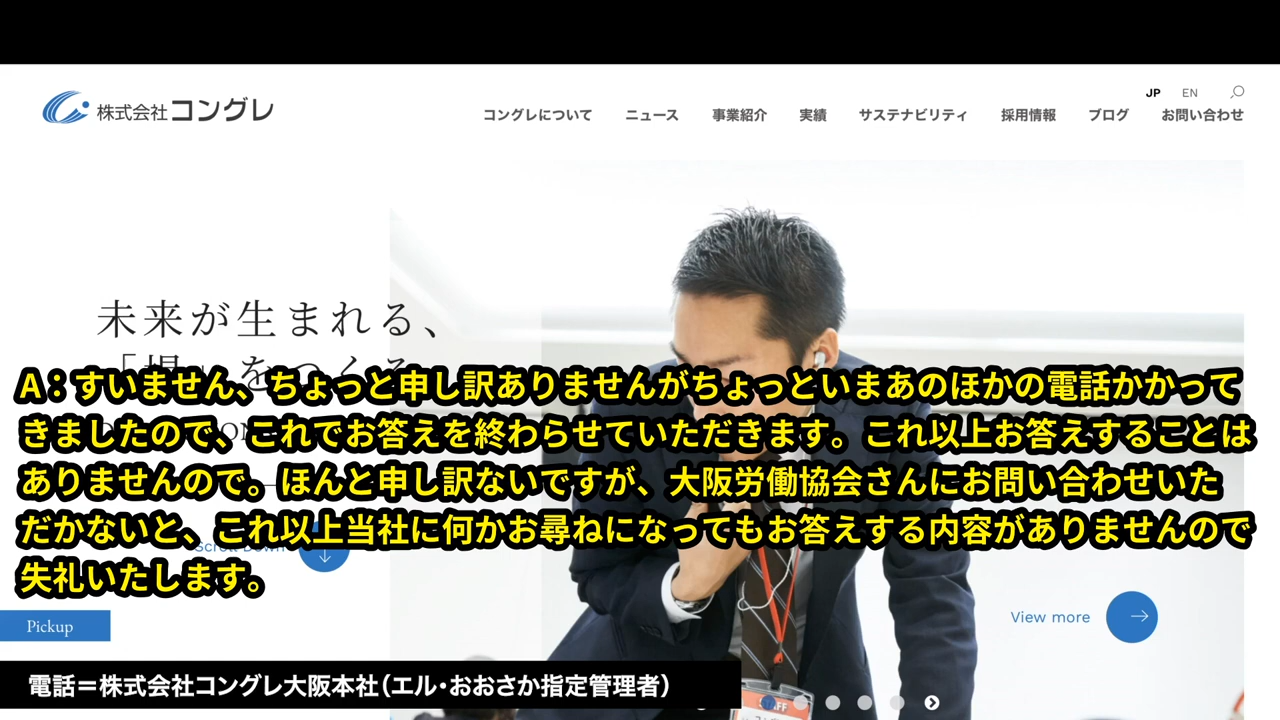 株式会社コングレ
JP EN
コングレについて ニュース 事業紹介 実績 サステナビリティ 採用情報 ブログ お問い合わせ
未来が生まれる、
A：すいません、ちょっと申し訳ありませんがちょっといまあのほかの電話かかって
きましたので、これでお答えを終わらせていただきます。これ以上お答えすることは
ありませんので。ほんと申し訳ないですが、大阪労働協会さんにお問い合わせいた
だかないと、これ以上当社に何かお尋ねになってもお答えする内容がありませんので
失礼いたします。
Scroll Down
View more
Pickup
電話＝株式会社コングレ大阪本社（エル・おおさか指定管理者）
STAFF